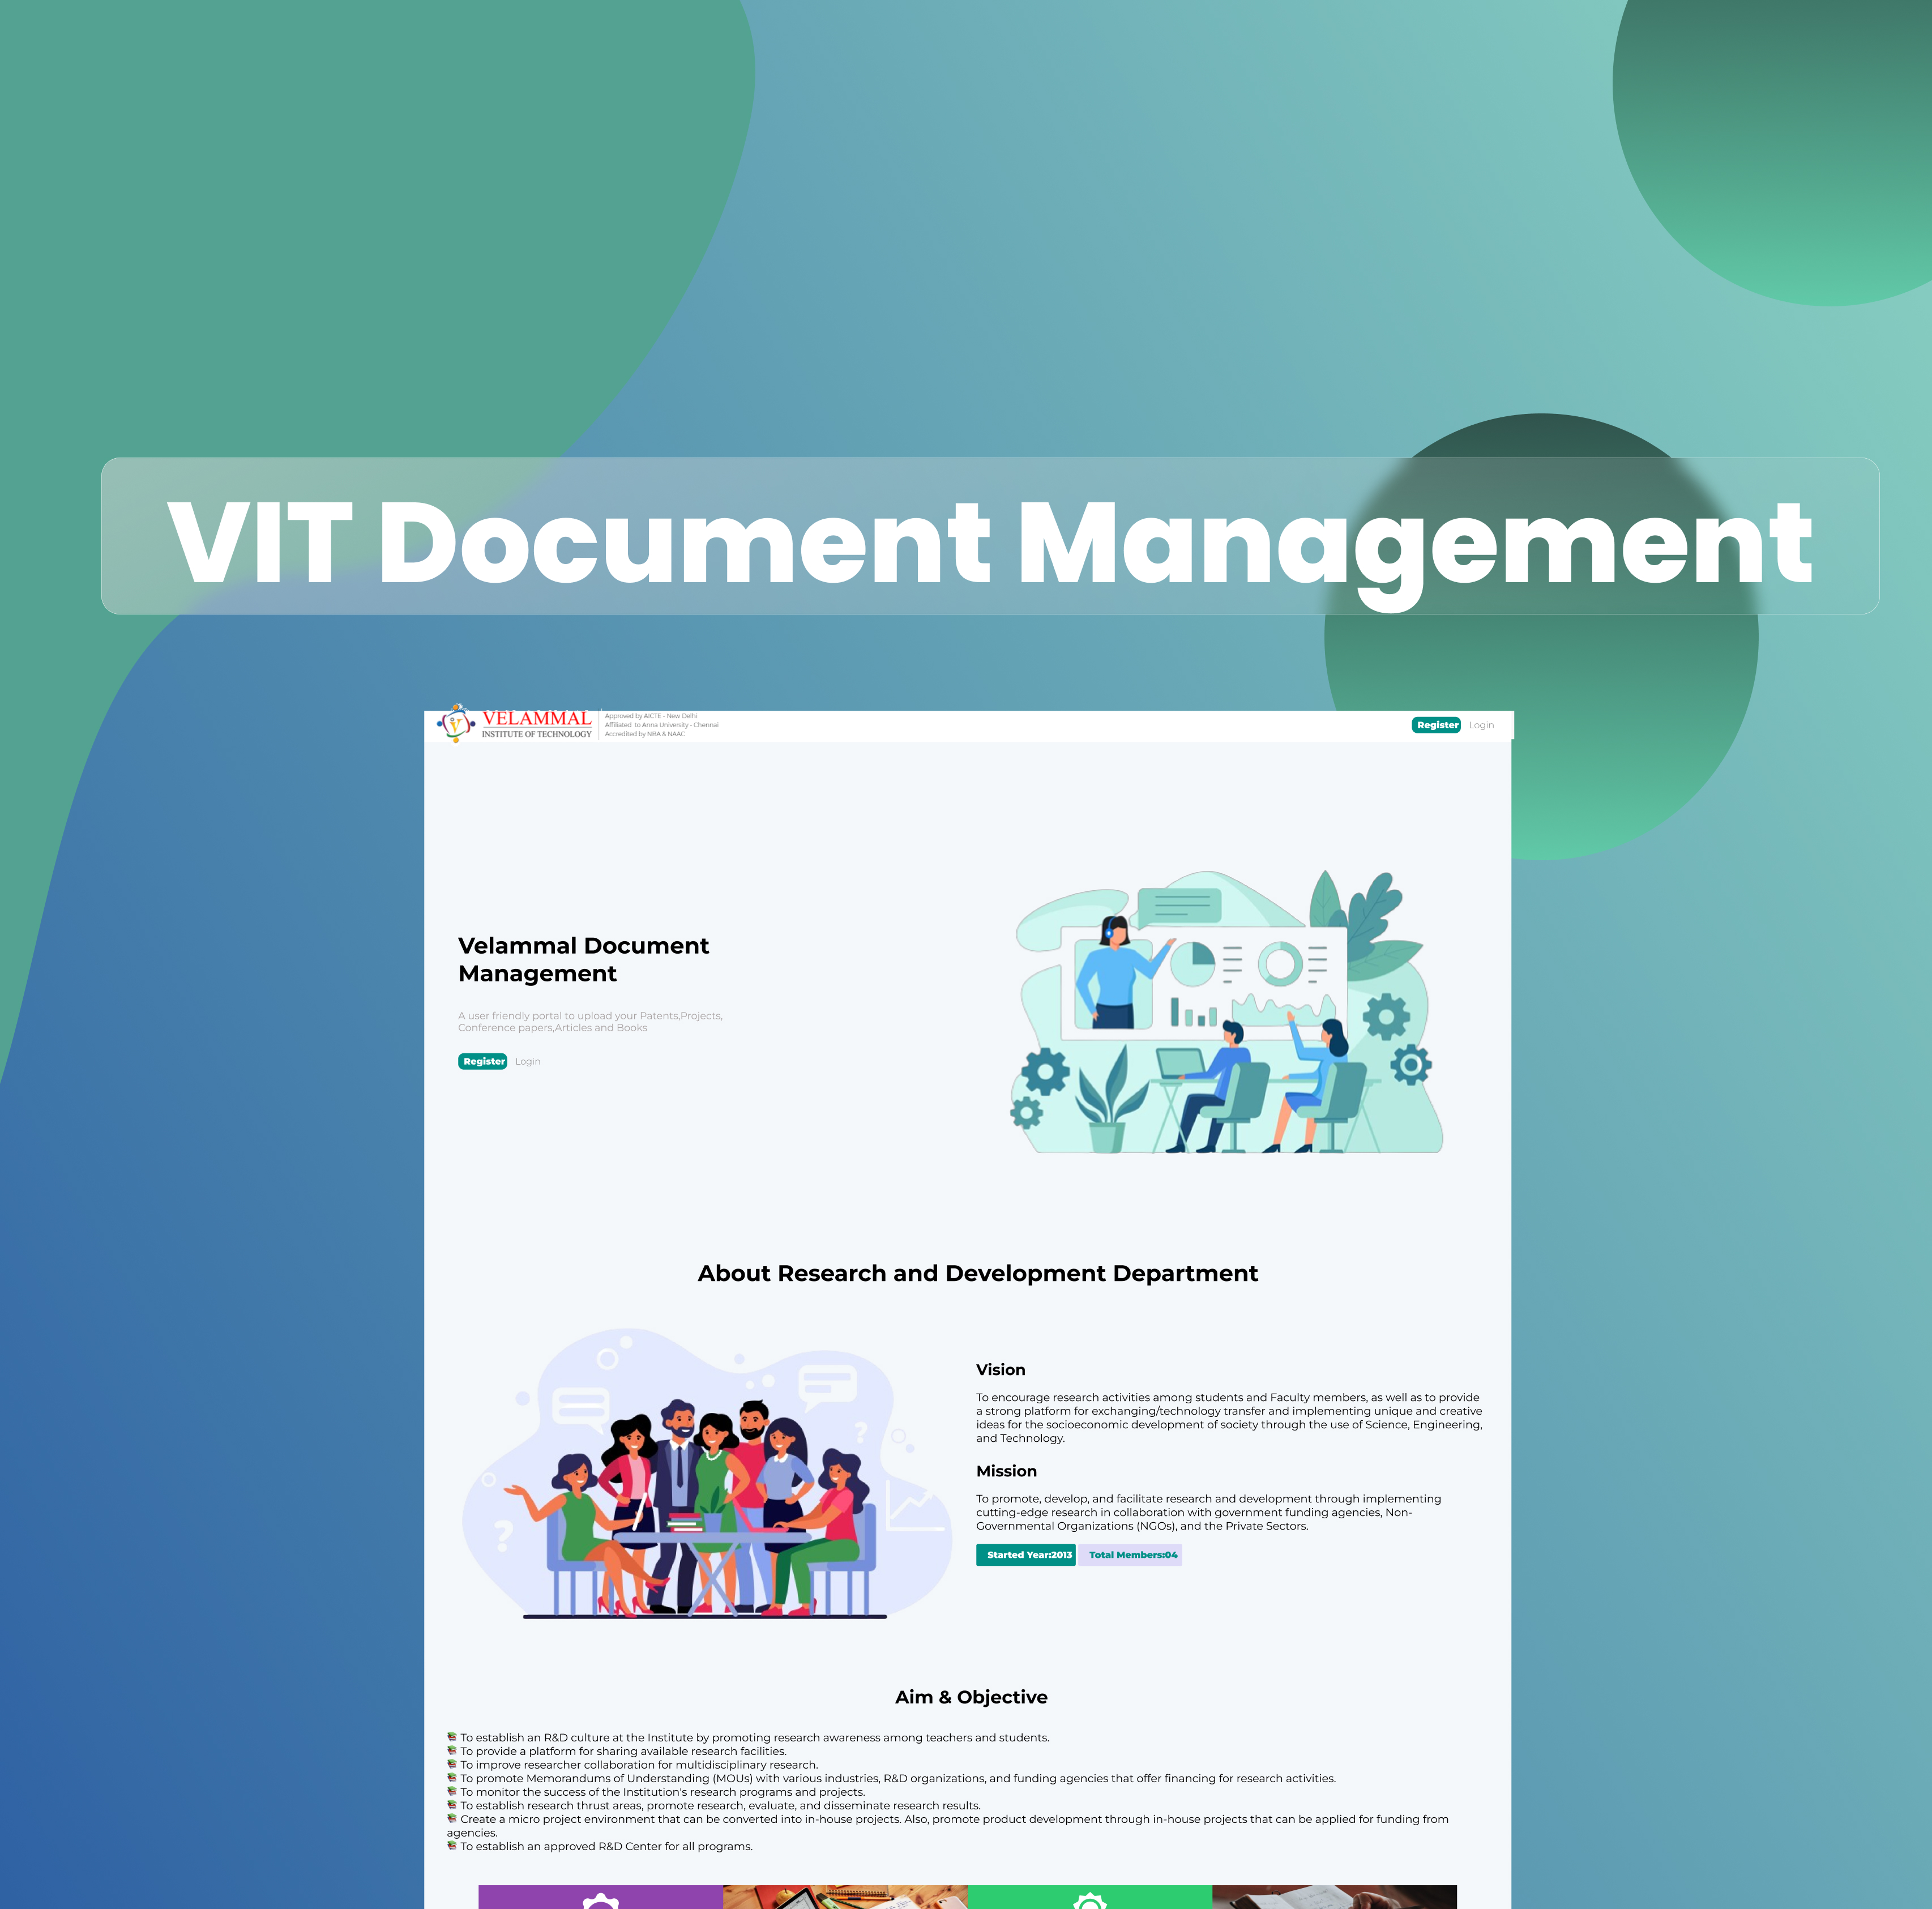 VIT Document Management
VELAMMAL
INSTITUTE OF TECHNOLOGY
Approved by AICTE - New Delhi
Affiliated to Anna University - Chennai
Accredited by NBA & NAAC
Register Login
Velammal Document
Management
A user friendly portal to upload your Patents,Projects,
Conference papers,Articles and Books
Register Login
About Research and Development Department
Vision
To encourage research activities among students and Faculty members, as well as to provide
a strong platform for exchanging/technology transfer and implementing unique and creative
ideas for the socioeconomic development of society through the use of Science, Engineering,
and Technology.
Mission
To promote, develop, and facilitate research and development through implementing
cutting-edge research in collaboration with government funding agencies, Non-
Governmental Organizations (NGOs), and the Private Sectors.
Started Year:2013 Total Members:04
Aim & Objective
To establish an R&D culture at the Institute by promoting research awareness among teachers and students.
To provide a platform for sharing available research facilities.
To improve researcher collaboration for multidisciplinary research.
To promote Memorandums of Understanding (MOUs) with various industries, R&D organizations, and funding agencies that offer financing for research activities.
To monitor the success of the Institution's research programs and projects.
To establish research thrust areas, promote research, evaluate, and disseminate research results.
Create a micro project environment that can be converted into in-house projects. Also, promote product development through in-house projects that can be applied for funding from
agencies.
To establish an approved R&D Center for all programs.